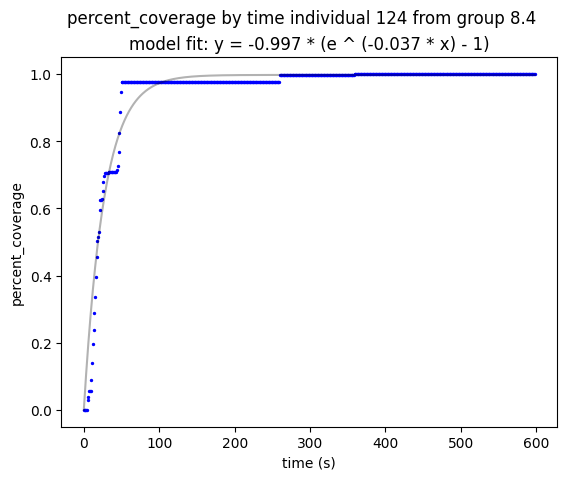 percent_coverage by time individual 124 from group 8.4
model fit: y = -0.997 * (e ^ (-0.037 * x) - 1)
1.0
0.8
0.6
0.4
0.2
0.0
percent_coverage
0 100 200 300 400 500 600
time (s)